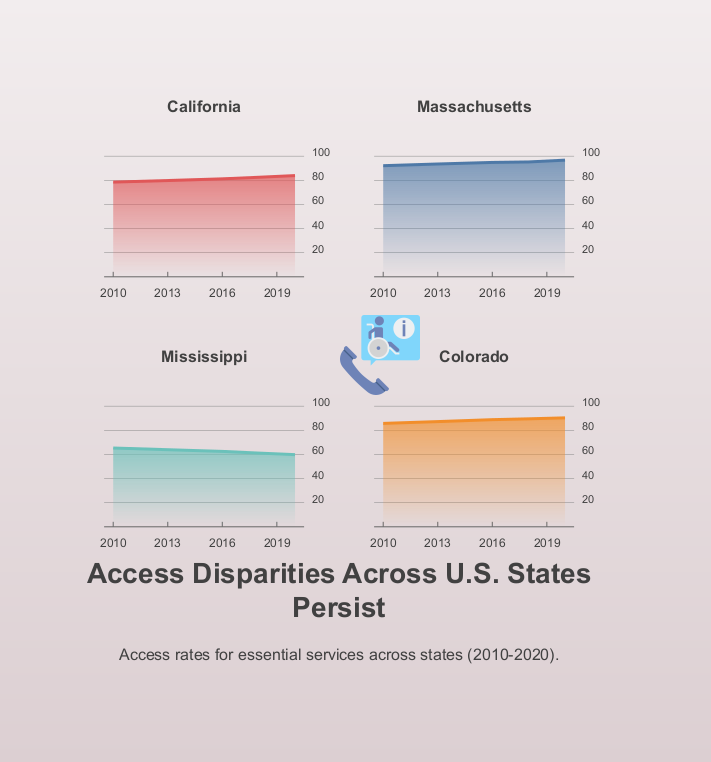 California
100
80
60
40
20
2010 2013 2016 2019
Massachusetts
100
80
60
40
20
2010 2013 2016 2019
i
Mississippi
100
80
60
40
20
2010 2013 2016 2019
Colorado
100
80
60
40
20
2010 2013 2016 2019
Access Disparities Across U.S. States
Persist
Access rates for essential services across states (2010-2020).